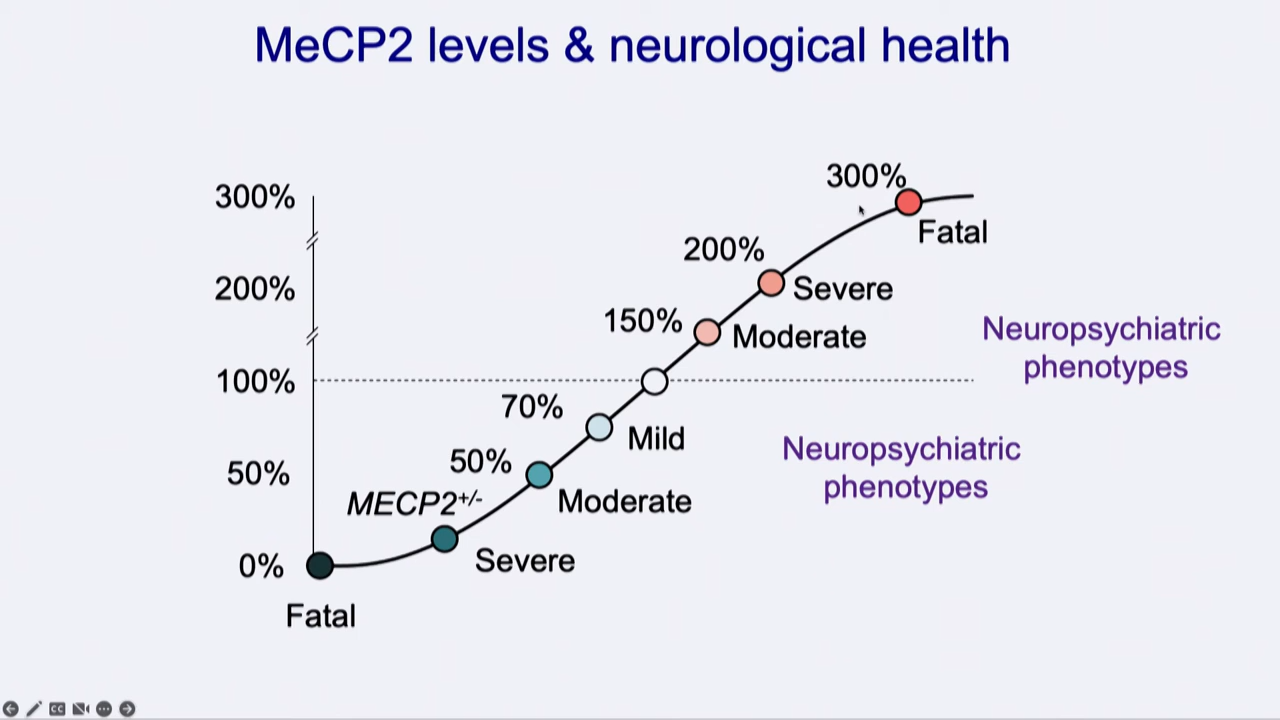 MeCP2 levels & neurological health
300%
300%
Fatal
200%
200%
Severe
150%
Moderate
Neuropsychiatric
phenotypes
100%
70%
Mild
Neuropsychiatric
phenotypes
50%
50%
MECP2+/-
Moderate
0%
Severe
Fatal
CC